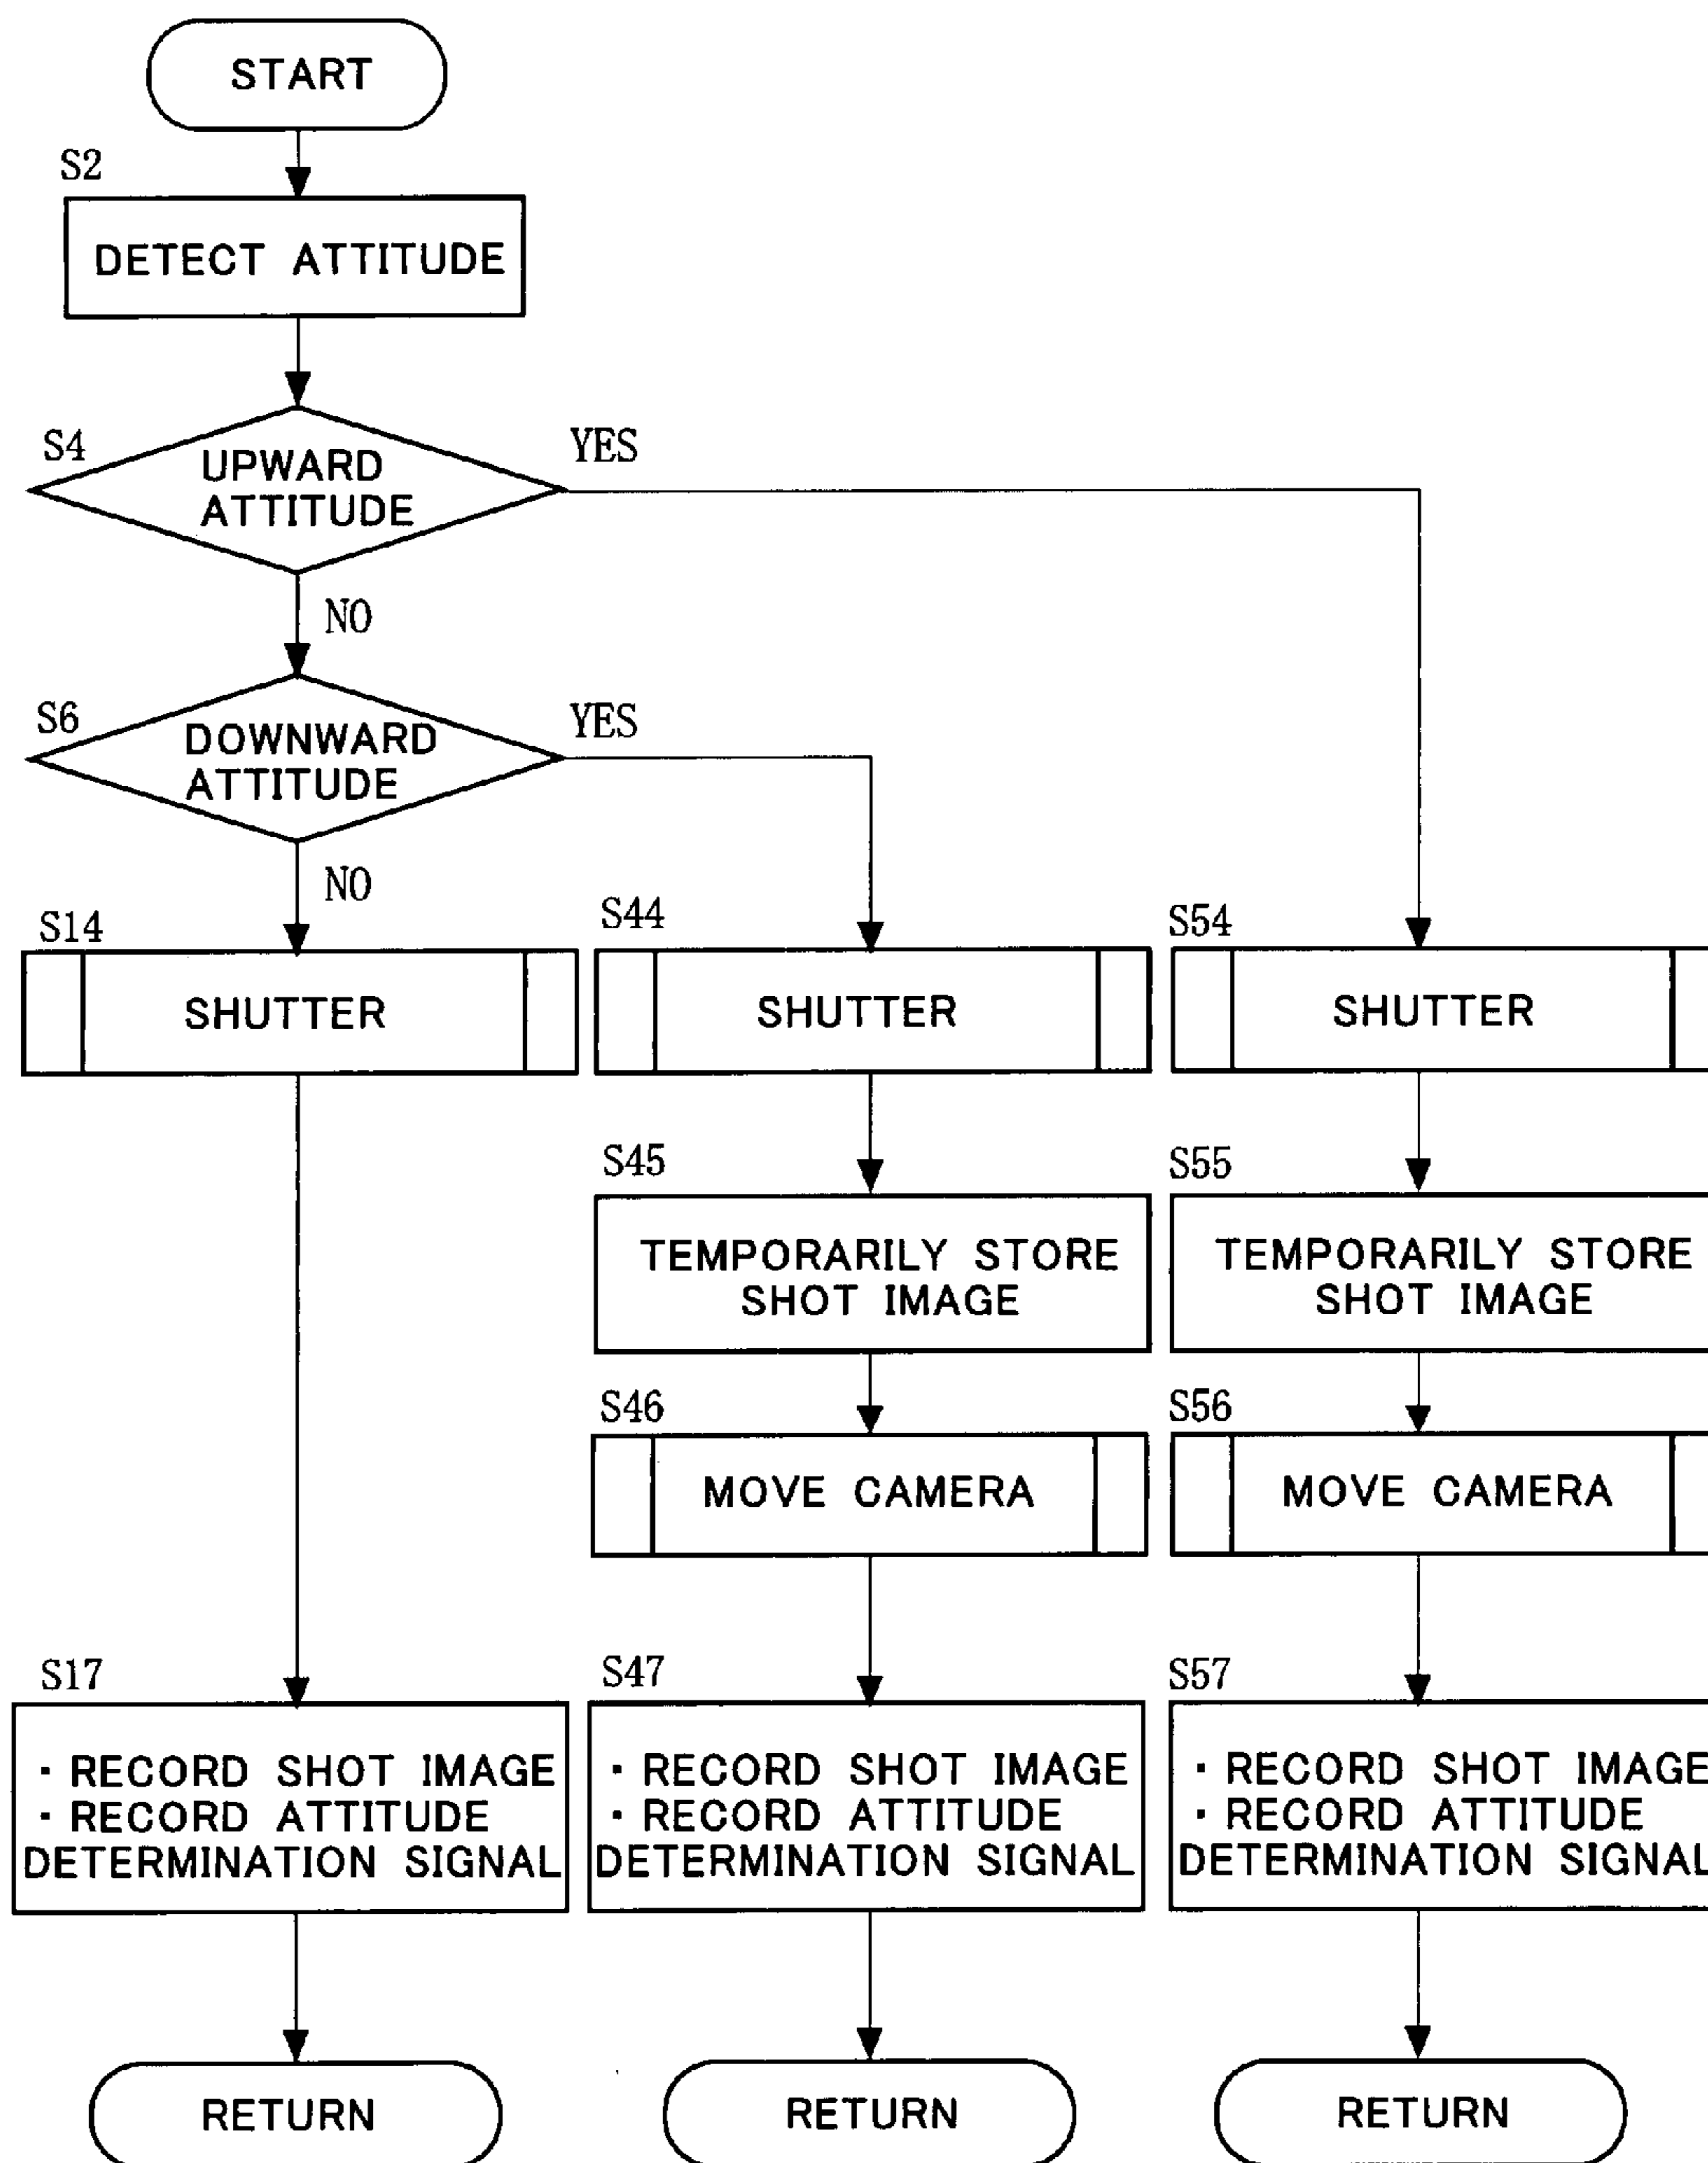 START
S2
DETECT ATTITUDE
S4
UPWARD
ATTITUDE
YES
NO
S6
DOWNWARD
ATTITUDE
YES
NO
S14
SHUTTER
S44
SHUTTER
S54
SHUTTER
S45
TEMPORARILY STORE
SHOT IMAGE
S55
TEMPORARILY STORE
SHOT IMAGE
S46
MOVE CAMERA
S56
MOVE CAMERA
S17
・RECORD SHOT IMAGE
・RECORD ATTITUDE
DETERMINATION SIGNAL
S47
・RECORD SHOT IMAGE
・RECORD ATTITUDE
DETERMINATION SIGNAL
S57
・RECORD SHOT IMAGE
・RECORD ATTITUDE
DETERMINATION SIGNAL
RETURN
RETURN
RETURN